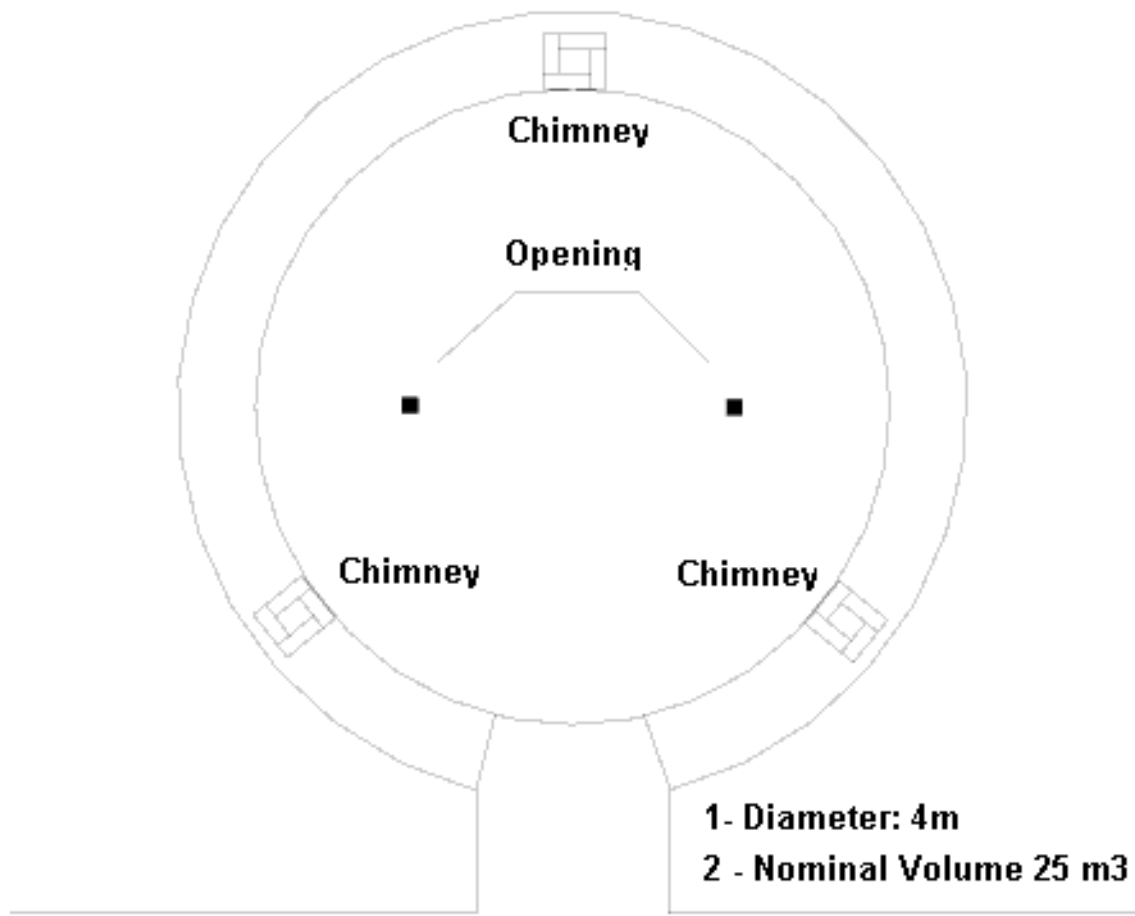 Chimney
Opening
Chimney
Chimney
1- Diameter: 4m
2 - Nominal Volume 25 m3